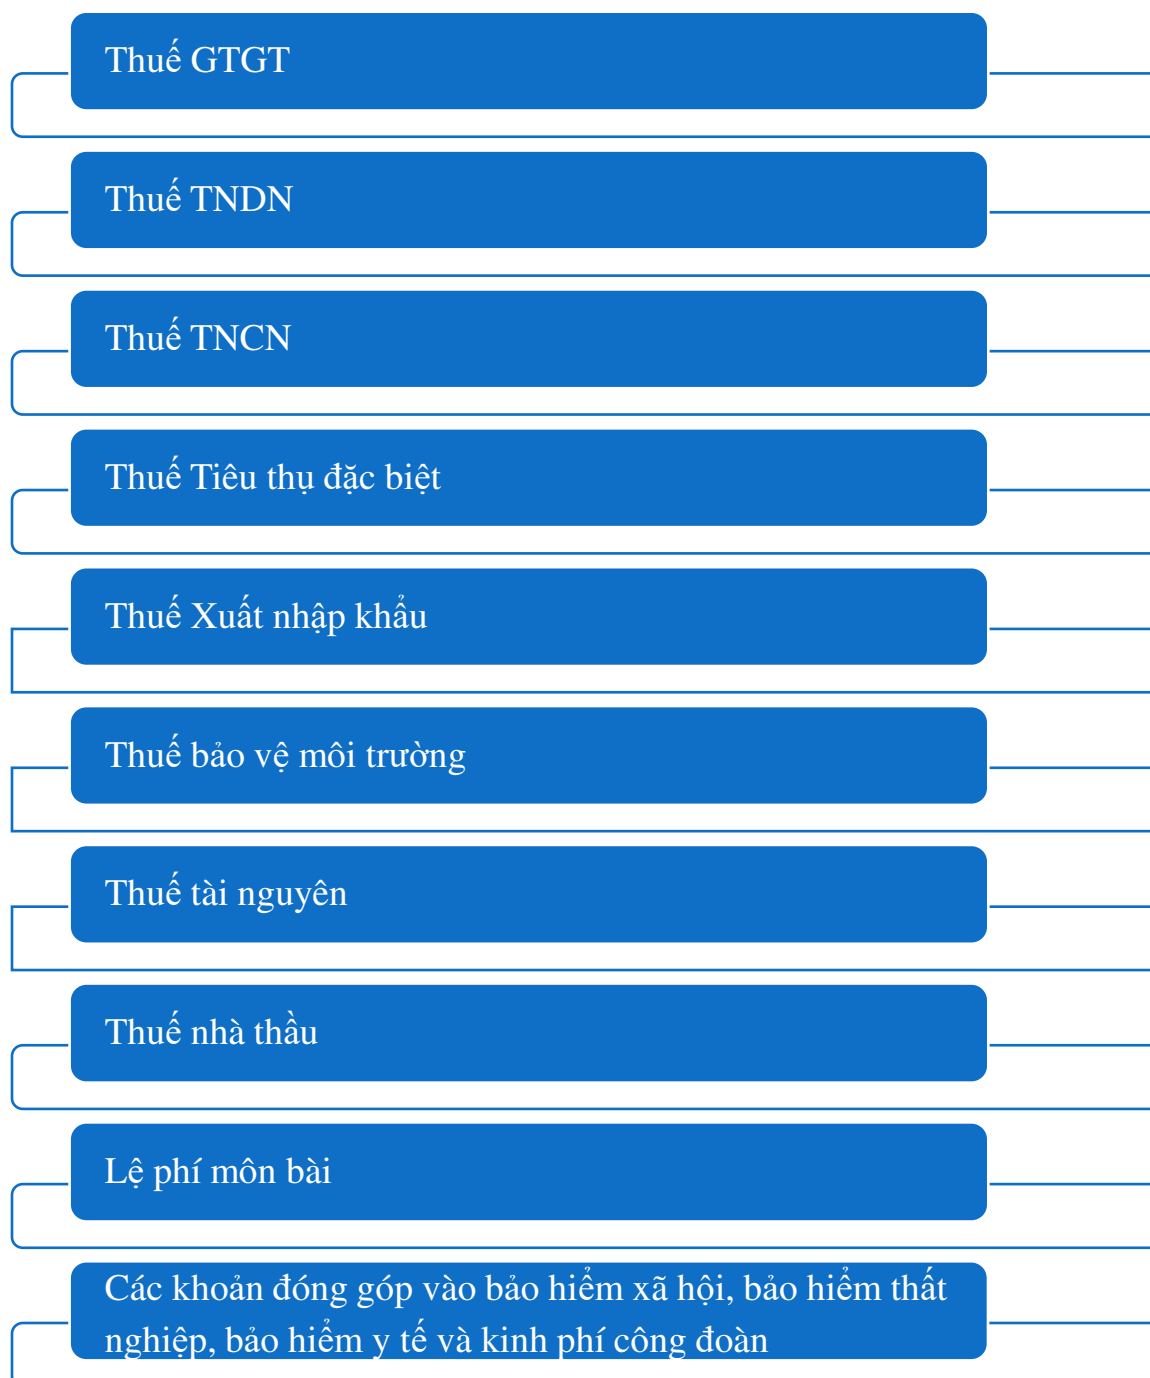 Thuế GTGT
Thuế TNDN
Thuế TNCN
Thuế Tiêu thụ đặc biệt
Thuế Xuất nhập khẩu
Thuế bảo vệ môi trường
Thuế tài nguyên
Thuế nhà thầu
Lệ phí môn bài
Các khoản đóng góp vào bảo hiểm xã hội, bảo hiểm thất
nghiệp, bảo hiểm y tế và kinh phí công đoàn